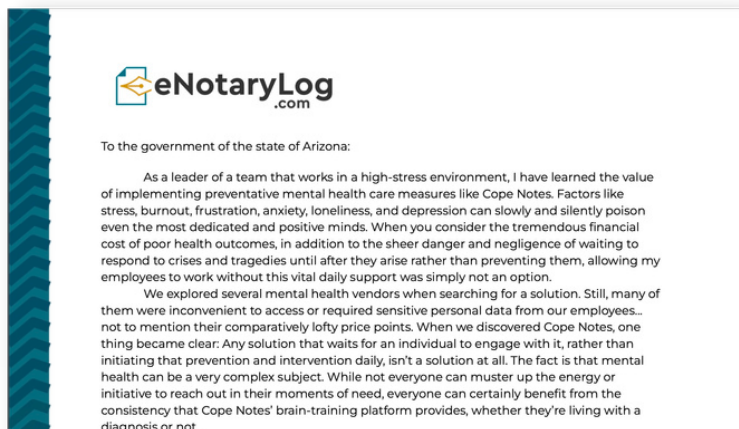 eNotaryLog
.com
To the government of the state of Arizona:
As a leader of a team that works in a high-stress environment, I have learned the value
of implementing preventative mental health care measures like Cope Notes. Factors like
stress, burnout, frustration, anxiety, loneliness, and depression can slowly and silently poison
even the most dedicated and positive minds. When you consider the tremendous financial
cost of poor health outcomes, in addition to the sheer danger and negligence of waiting to
respond to crises and tragedies until after they arise rather than preventing them, allowing my
employees to work without this vital daily support was simply not an option.
We explored several mental health vendors when searching for a solution. Still, many of
them were inconvenient to access or required sensitive personal data from our employees...
not to mention their comparatively lofty price points. When we discovered Cope Notes, one
thing became clear: Any solution that waits for an individual to engage with it, rather than
initiating that prevention and intervention daily, isn't a solution at all. The fact is that mental
health can be a very complex subject. While not everyone can muster up the energy or
initiative to reach out in their moments of need, everyone can certainly benefit from the
consistency that Cope Notes' brain-training platform provides, whether they're living with a
diagnosis or not